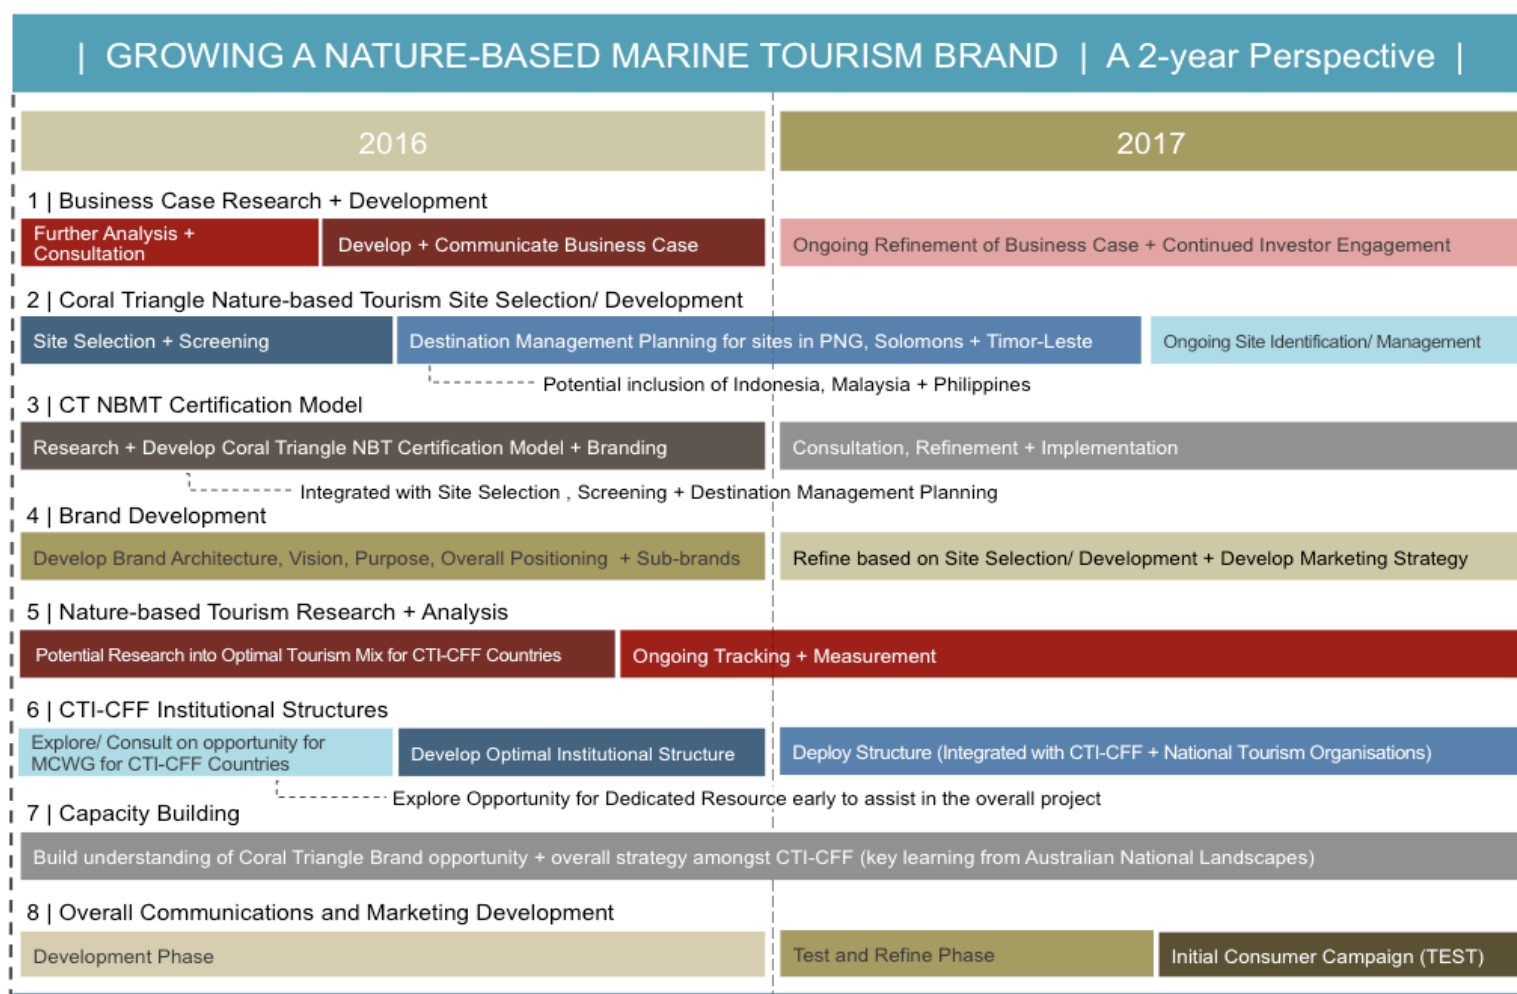 | GROWING A NATURE-BASED MARINE TOURISM BRAND | A 2-year Perspective |
2016
2017
1 | Business Case Research + Development
Further Analysis +
Consultation
Develop + Communicate Business Case
Ongoing Refinement of Business Case + Continued Investor Engagement
2 | Coral Triangle Nature-based Tourism Site Selection/ Development
Site Selection + Screening
Destination Management Planning for sites in PNG, Solomons + Timor-Leste
Ongoing Site Identification/ Management
Potential inclusion of Indonesia, Malaysia + Philippines
3 | CT NBMT Certification Model
Research + Develop Coral Triangle NBT Certification Model + Branding
Consultation, Refinement + Implementation
Integrated with Site Selection , Screening + Destination Management Planning
4 | Brand Development
Develop Brand Architecture, Vision, Purpose, Overall Positioning + Sub-brands
Refine based on Site Selection/ Development + Develop Marketing Strategy
5 | Nature-based Tourism Research + Analysis
Potential Research into Optimal Tourism Mix for CTI-CFF Countries
Ongoing Tracking + Measurement
6 | CTI-CFF Institutional Structures
Explore/ Consult on opportunity for
MCWG for CTI-CFF Countries
Develop Optimal Institutional Structure
Deploy Structure (Integrated with CTI-CFF + National Tourism Organisations)
Explore Opportunity for Dedicated Resource early to assist in the overall project
7 | Capacity Building
Build understanding of Coral Triangle Brand opportunity + overall strategy amongst CTI-CFF (key learning from Australian National Landscapes)
8 | Overall Communications and Marketing Development
Development Phase
Test and Refine Phase
Initial Consumer Campaign (TEST)